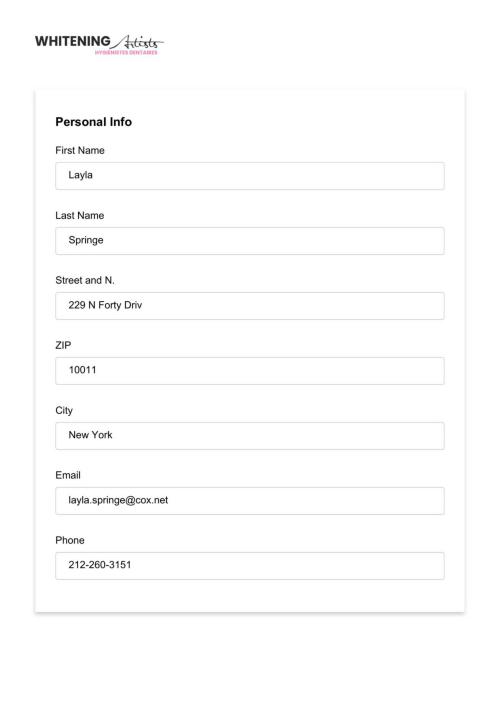 WHITENING Artists
HYGIÉNISTES DENTAIRES
Personal Info
First Name
Layla
Last Name
Springe
Street and N.
229 N Forty Driv
ZIP
10011
City
New York
Email
layla.springe@cox.net
Phone
212-260-3151